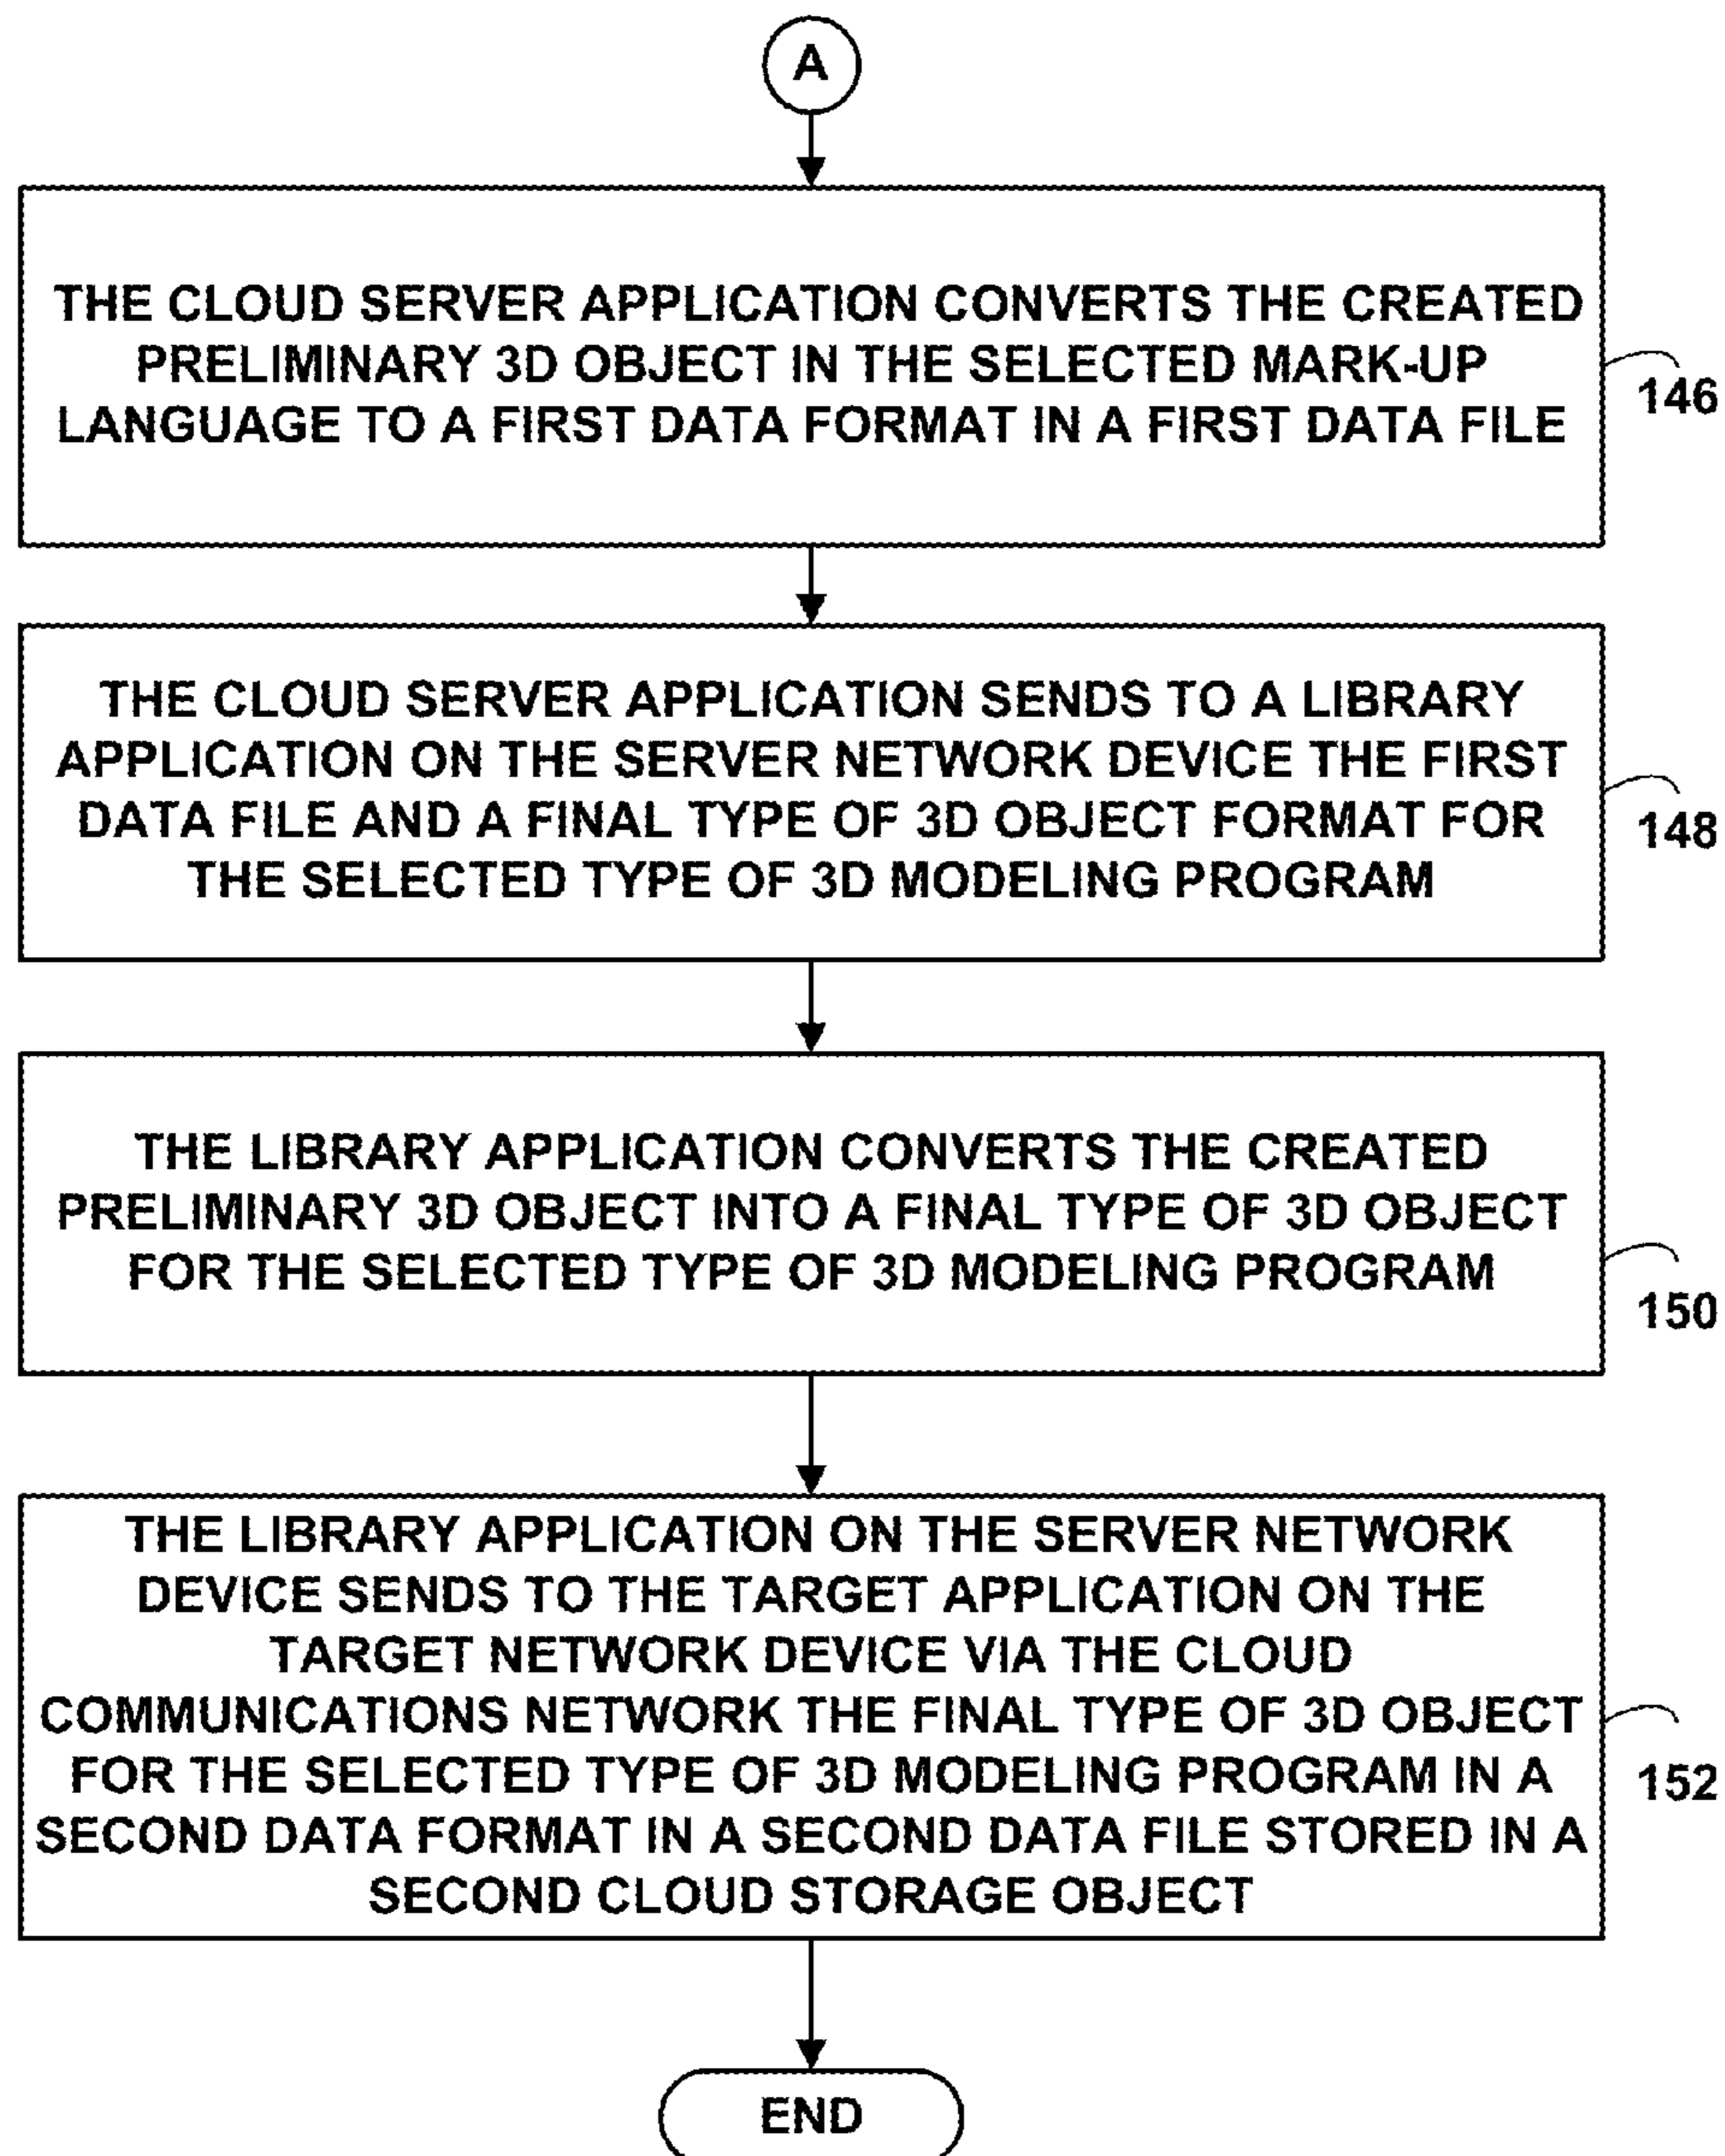 A
THE CLOUD SERVER APPLICATION CONVERTS THE CREATED
PRELIMINARY 3D OBJECT IN THE SELECTED MARK-UP
LANGUAGE TO A FIRST DATA FORMAT IN A FIRST DATA FILE
146
THE CLOUD SERVER APPLICATION SENDS TO A LIBRARY
APPLICATION ON THE SERVER NETWORK DEVICE THE FIRST
DATA FILE AND A FINAL TYPE OF 3D OBJECT FORMAT FOR
THE SELECTED TYPE OF 3D MODELING PROGRAM
148
THE LIBRARY APPLICATION CONVERTS THE CREATED
PRELIMINARY 3D OBJECT INTO A FINAL TYPE OF 3D OBJECT
FOR THE SELECTED TYPE OF 3D MODELING PROGRAM
150
THE LIBRARY APPLICATION ON THE SERVER NETWORK
DEVICE SENDS TO THE TARGET APPLICATION ON THE
TARGET NETWORK DEVICE VIA THE CLOUD
COMMUNICATIONS NETWORK THE FINAL TYPE OF 3D OBJECT
FOR THE SELECTED TYPE OF 3D MODELING PROGRAM IN A
SECOND DATA FORMAT IN A SECOND DATA FILE STORED IN A
SECOND CLOUD STORAGE OBJECT
152
END